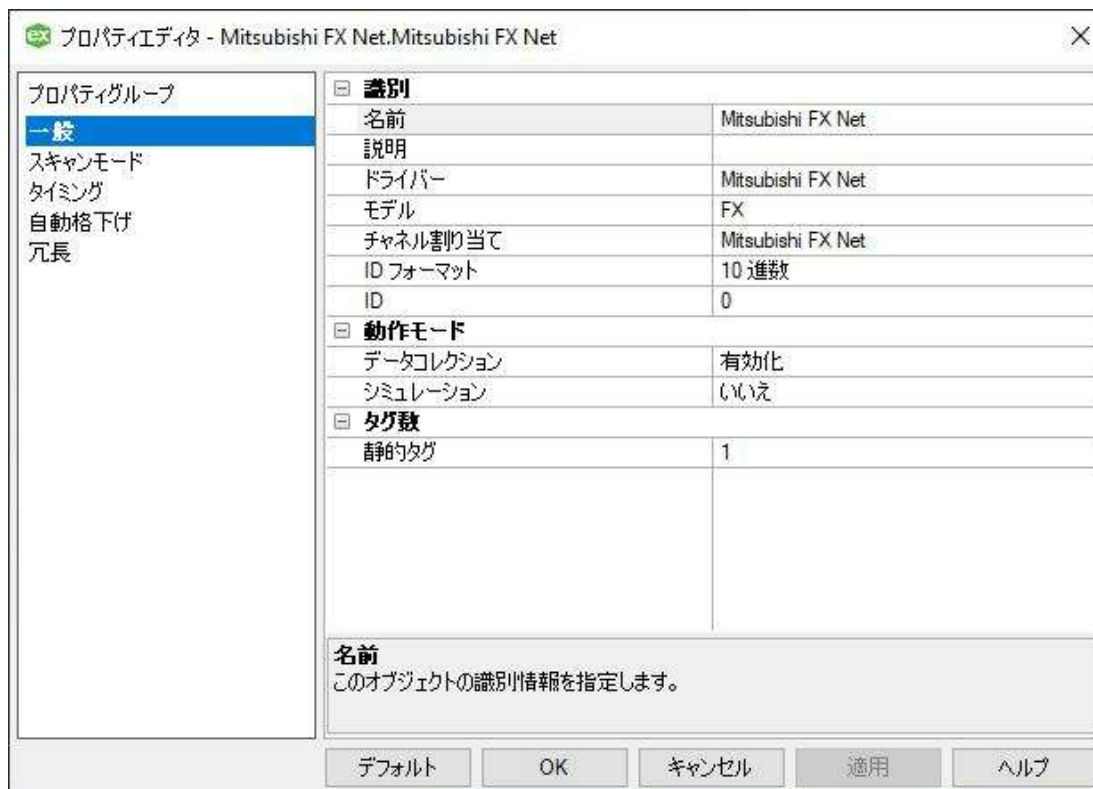 ex プロパティエディタ - Mitsubishi FX Net.Mitsubishi FX Net
プロパティグループ
一般
スキャンモード
タイミング
自動格下げ
冗長
識別
名前 Mitsubishi FX Net
説明
ドライバー Mitsubishi FX Net
モデル FX
チャネル割り当て Mitsubishi FX Net
ID フォーマット 10 進数
ID 0
動作モード
データコレクション 有効化
シミュレーション いいえ
タグ数
静的タグ 1
名前
このオブジェクトの識別情報を指定します。
デフォルト OK キャンセル 適用 ヘルプ